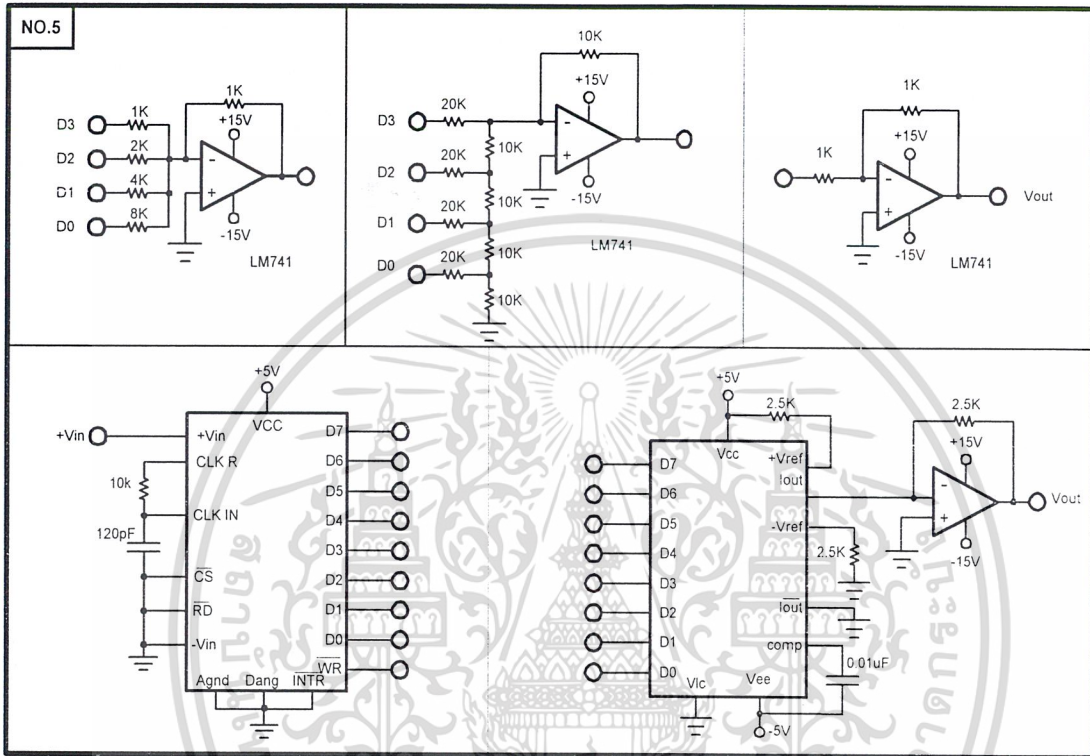 NO.5
D3
1K
D2
2K
D1
4K
D0
8K
1K
+15V
-
+
-15V
LM741
D3
20K
D2
20K
D1
20K
D0
20K
10K
10K
10K
10K
10K
+15V
-
+
-15V
LM741
1K
1K
+15V
-
+
-15V
Vout
LM741
+5V
VCC
+Vin
+Vin
CLK R
10k
CLK IN
120pF
CS
RD
-Vin
D7
D6
D5
D4
D3
D2
D1
D0
WR
Agnd Dang INTR
+5V
2.5K
Vcc
+Vref
Iout
-Vref
2.5K
Iout
comp
0.01uF
D7
D6
D5
D4
D3
D2
D1
D0
Vlc
Vee
-5V
2.5K
+15V
-
+
-15V
Vout